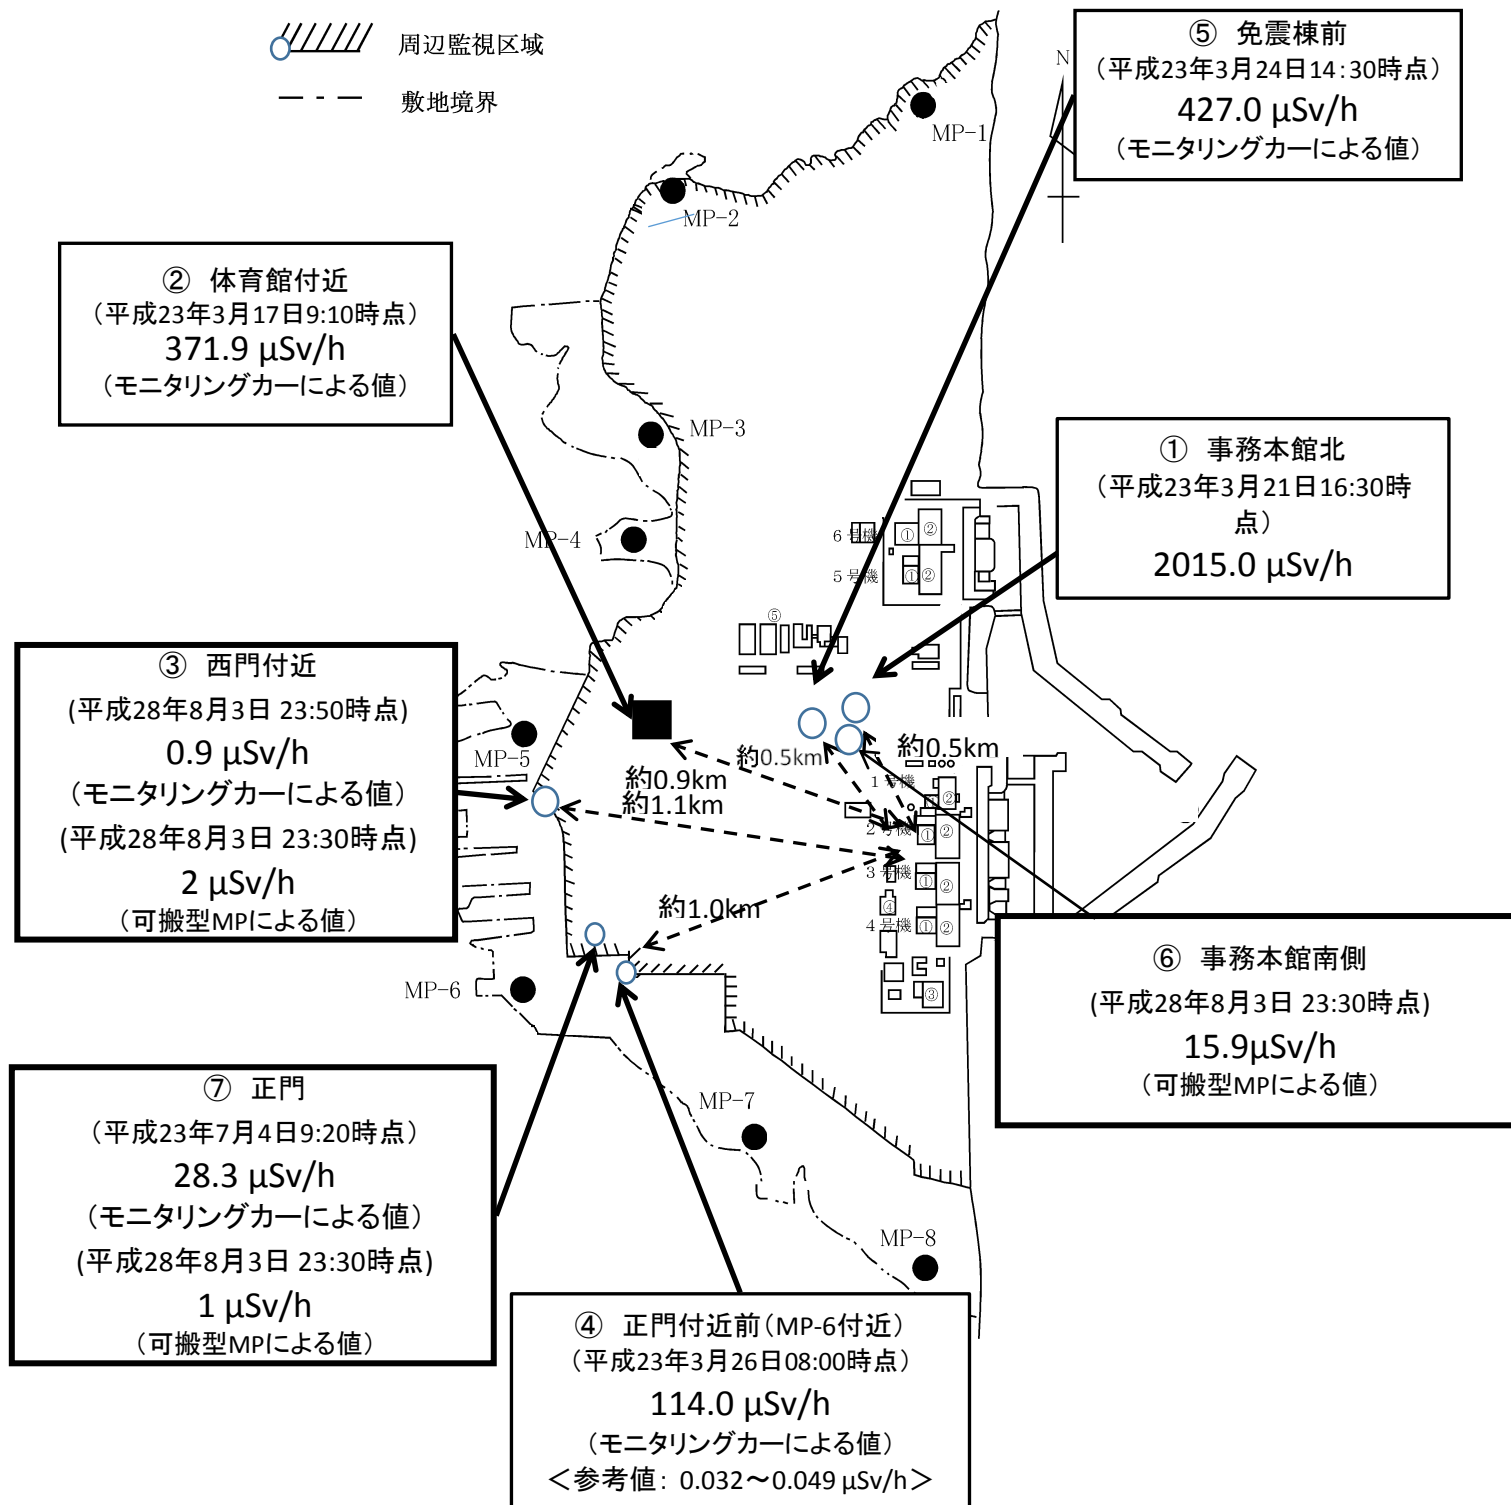 周辺監視区域
敷地境界
⑤ 免震棟前
（平成23年3月24日14:30時点）
427.0 μSv/h
（モニタリングカーによる値）
N
MP-1
MP-2
② 体育館付近
（平成23年3月17日9:10時点）
371.9 μSv/h
（モニタリングカーによる値）
MP-3
① 事務本館北
（平成23年3月21日16:30時
点）
2015.0 μSv/h
MP-4
6号機
①
②
5号機
①
②
⑤
③ 西門付近
(平成28年8月3日 23:50時点)
0.9 μSv/h
（モニタリングカーによる値）
(平成28年8月3日 23:30時点)
2 μSv/h
（可搬型MPによる値）
MP-5
約0.5km
約0.5km
約0.9km
約1.1km
1号機
②
2号機
①
②
3号機
①
②
約1.0km
④
4号機
①
②
③
MP-6
⑥ 事務本館南側
(平成28年8月3日 23:30時点)
15.9μSv/h
（可搬型MPによる値）
⑦ 正門
（平成23年7月4日9:20時点）
28.3 μSv/h
（モニタリングカーによる値）
(平成28年8月3日 23:30時点)
1 μSv/h
（可搬型MPによる値）
MP-7
MP-8
④ 正門付近前（MP-6付近）
（平成23年3月26日08:00時点）
114.0 μSv/h
（モニタリングカーによる値）
＜参考値: 0.032～0.049 μSv/h＞